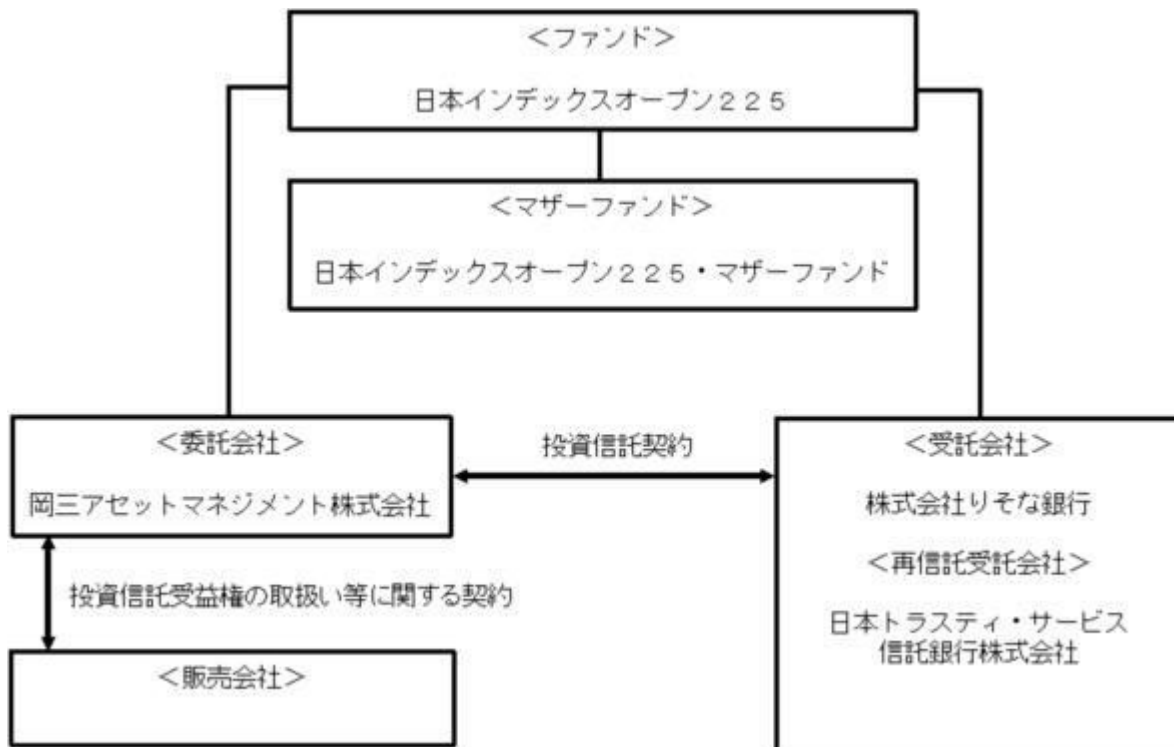 ＜ファンド＞
日本インデックスオープン２２５
＜マザーファンド＞
日本インデックスオープン２２５・マザーファンド
＜委託会社＞
岡三アセットマネジメント株式会社
投資信託契約
＜受託会社＞
株式会社りそな銀行
＜再信託受託会社＞
日本トラスティ・サービス
信託銀行株式会社
投資信託受益権の取扱い等に関する契約
＜販売会社＞